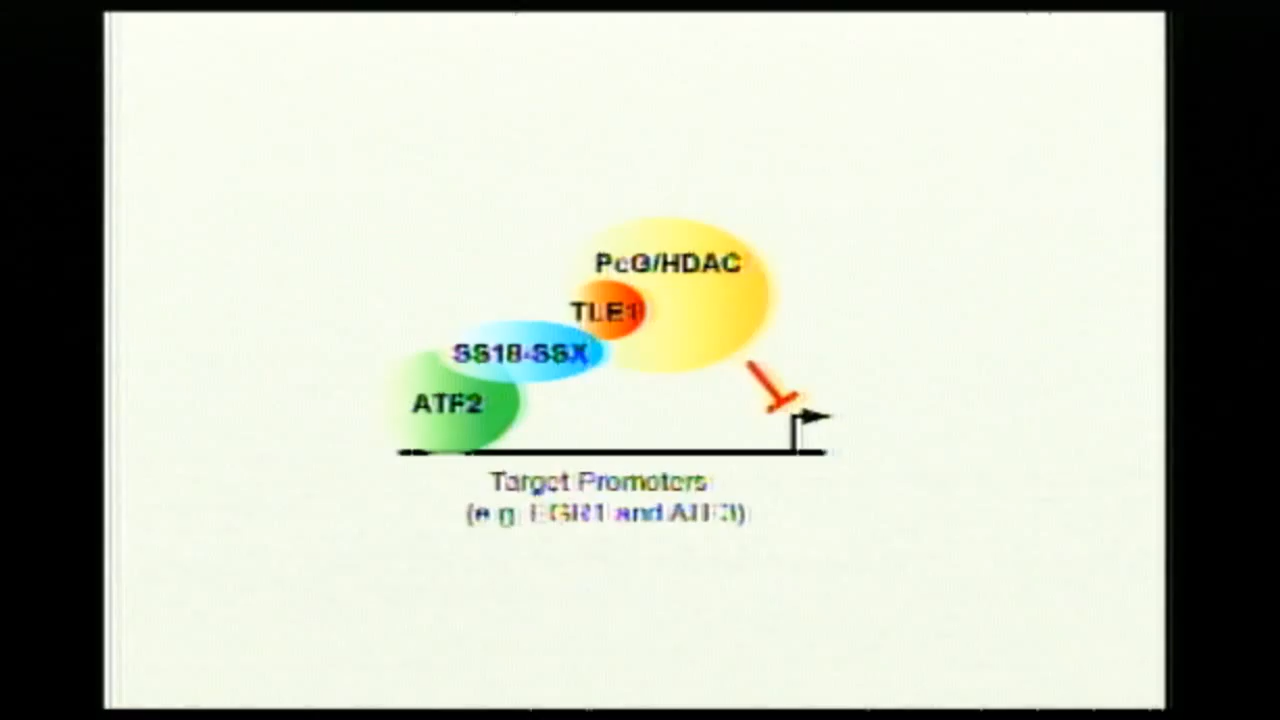 PcG/HDAC
TLE1
SS18-SSX
ATF2
Target Promoters
(e.g. EGR1 and ATF3)